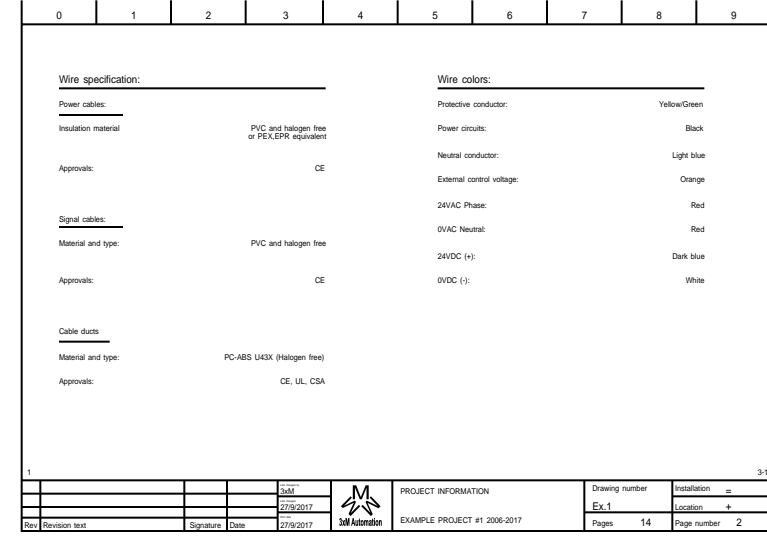 0 1 2 3 4 5 6 7 8 9
Wire specification:
Power cables:
Insulation material PVC and halogen free
or PEX,EPR equivalent
Approvals: CE
Signal cables:
Material and type: PVC and halogen free
Approvals: CE
Cable ducts
Material and type: PC-ABS U43X (Halogen free)
Approvals: CE, UL, CSA
Wire colors:
Protective conductor: Yellow/Green
Power circuits: Black
Neutral conductor: Light blue
External control voltage: Orange
24VAC Phase: Red
0VAC Neutral: Red
24VDC (+): Dark blue
0VDC (-): White
1 3-1
3xM
27/9/2017
27/9/2017
Rev Revision text Signature Date
M
3xM Automation
PROJECT INFORMATION
EXAMPLE PROJECT #1 2006-2017
Drawing number
Ex.1
Pages 14
Installation =
Location +
Page number 2